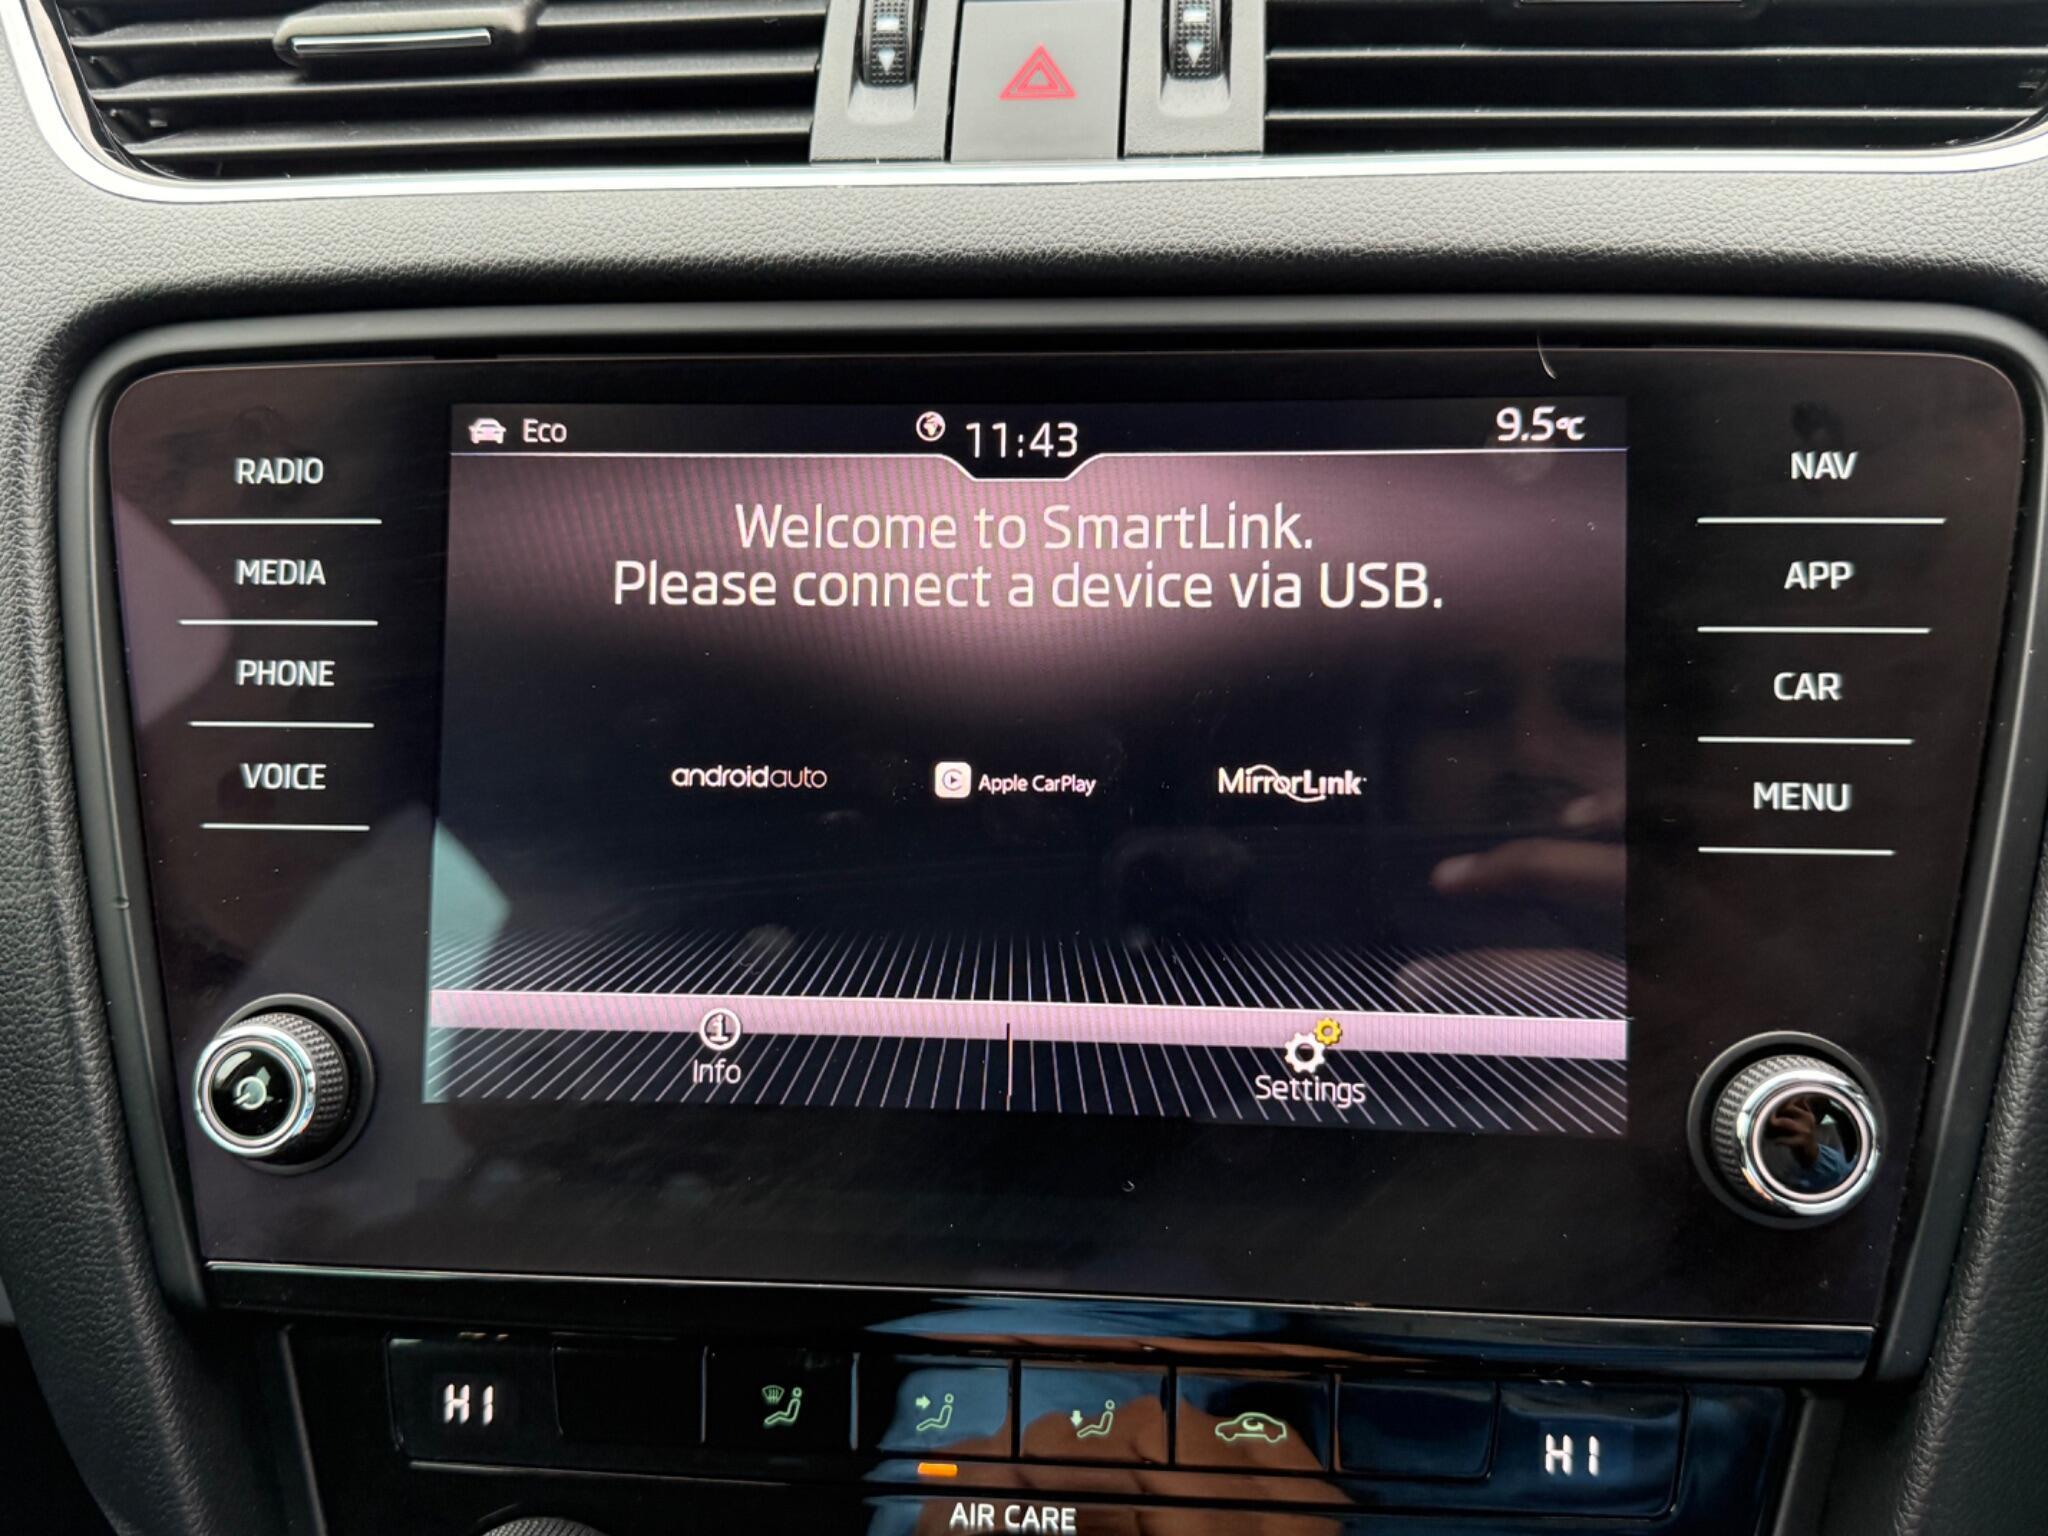 Eco
11:43
9.5°C
RADIO
MEDIA
PHONE
VOICE
Welcome to SmartLink.
Please connect a device via USB.
androidauto
Apple CarPlay
MirrorLink
Info
Settings
NAV
APP
CAR
MENU
HI
HI
AIR CARE